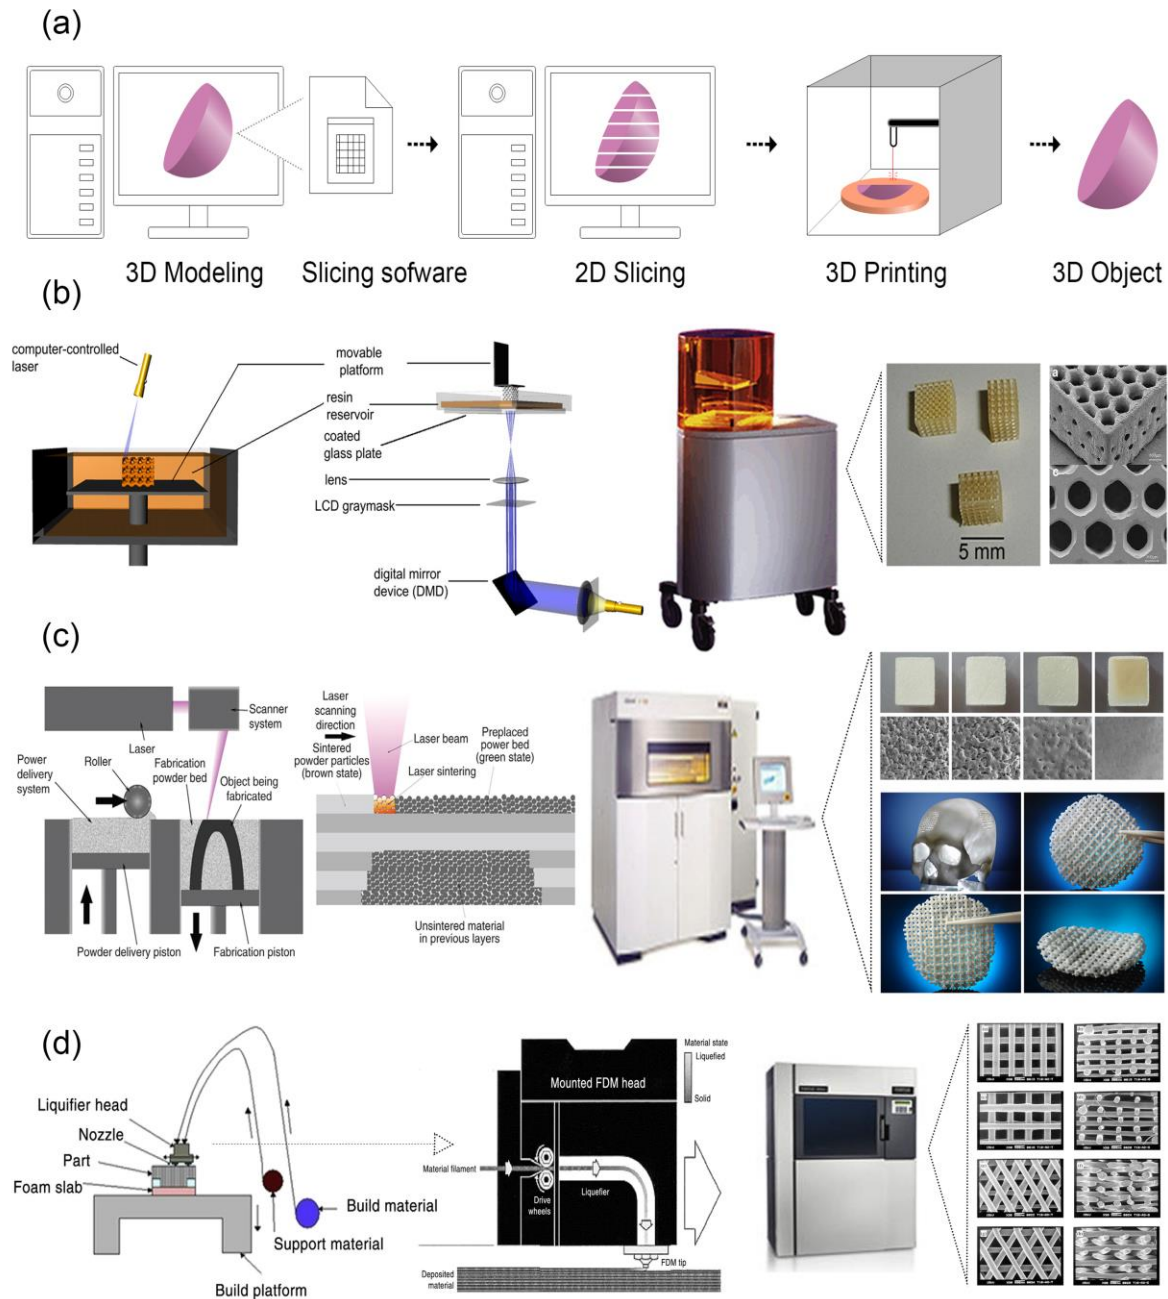 (a)
3D Modeling
Slicing sofware
2D Slicing
3D Printing
3D Object
(b)
computer-controlled
laser
movable
platform
resin
reservoir
coated
glass plate
lens
LCD graymask
digital mirror
device (DMD)
5 mm
(c)
Laser
Scanner
system
Power
delivery
system
Roller
Fabrication
powder bed
Object being
fabricated
Powder delivery piston
Fabrication piston
Laser
scanning
direction
Sintered
powder particles
(brown state)
Laser beam
Laser sintering
Preplaced
power bed
(green state)
Unsintered material
in previous layers
(d)
Liquifier head
Nozzle
Part
Foam slab
Build material
Support material
Build platform
Mounted FDM head
Material state
Liquefied
Solid
Material filament
Drive
wheels
Liquefier
FDM tip
Deposited
material